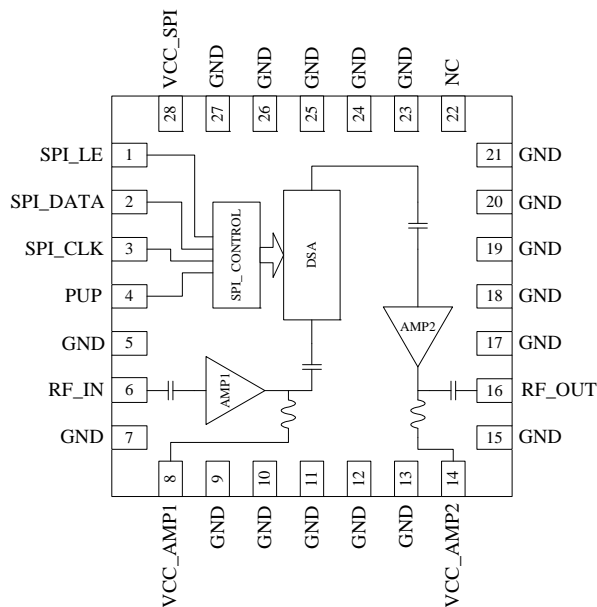 VCC_SPI
GND
GND
GND
GND
GND
NC
28
27
26
25
24
23
22
SPI_LE
1
SPI_DATA
2
SPI_CLK
3
PUP
4
GND
5
RF_IN
6
GND
7
SPI_ CONTROL
DSA
AMP1
AMP2
21 GND
20 GND
19 GND
18 GND
17 GND
16 RF_OUT
15 GND
8
9
10
11
12
13
14
VCC_AMP1
GND
GND
GND
GND
GND
VCC_AMP2